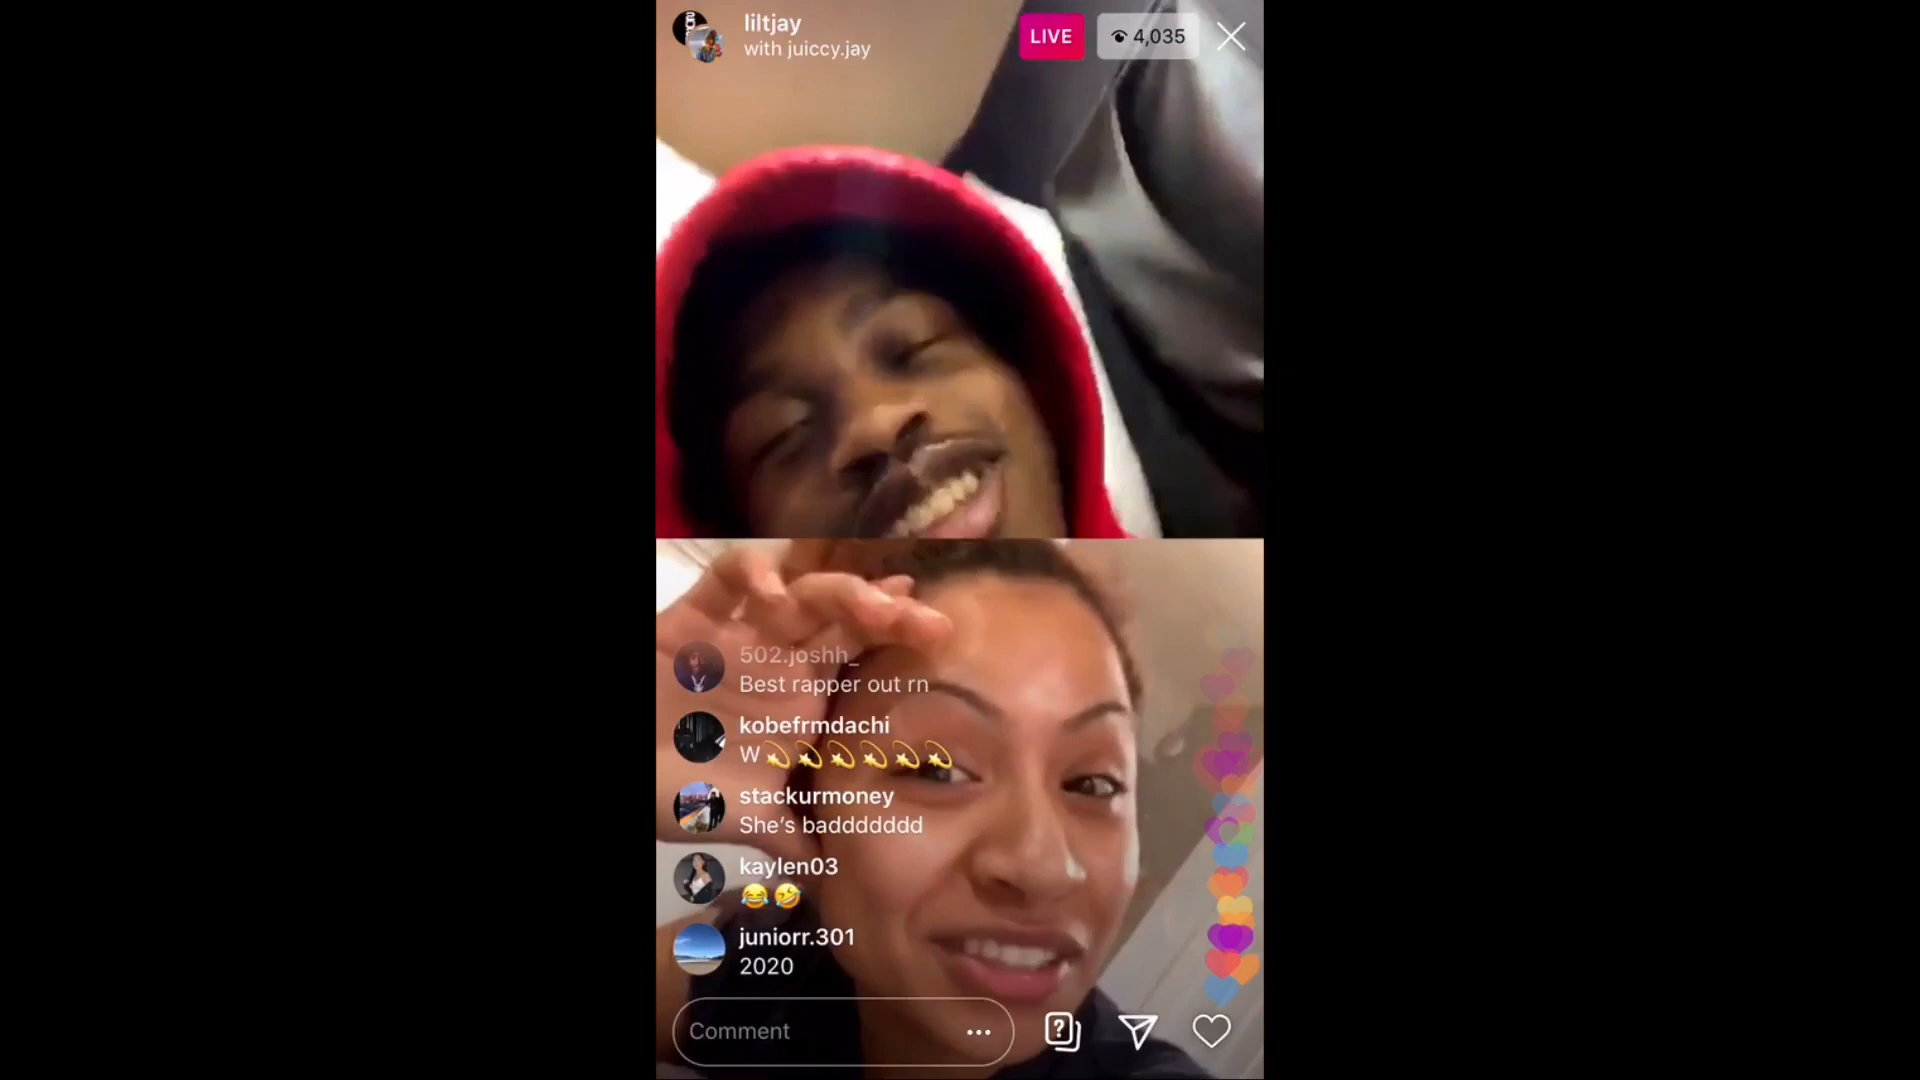 liltjay
with juiccy.jay
LIVE
4,035
502.joshh_
Best rapper out rn
kobefrmdachi
W💫💫💫💫💫💫
stackurmoney
She's baddddddd
kaylen03
😂🤣
juniorr.301
2020
Comment